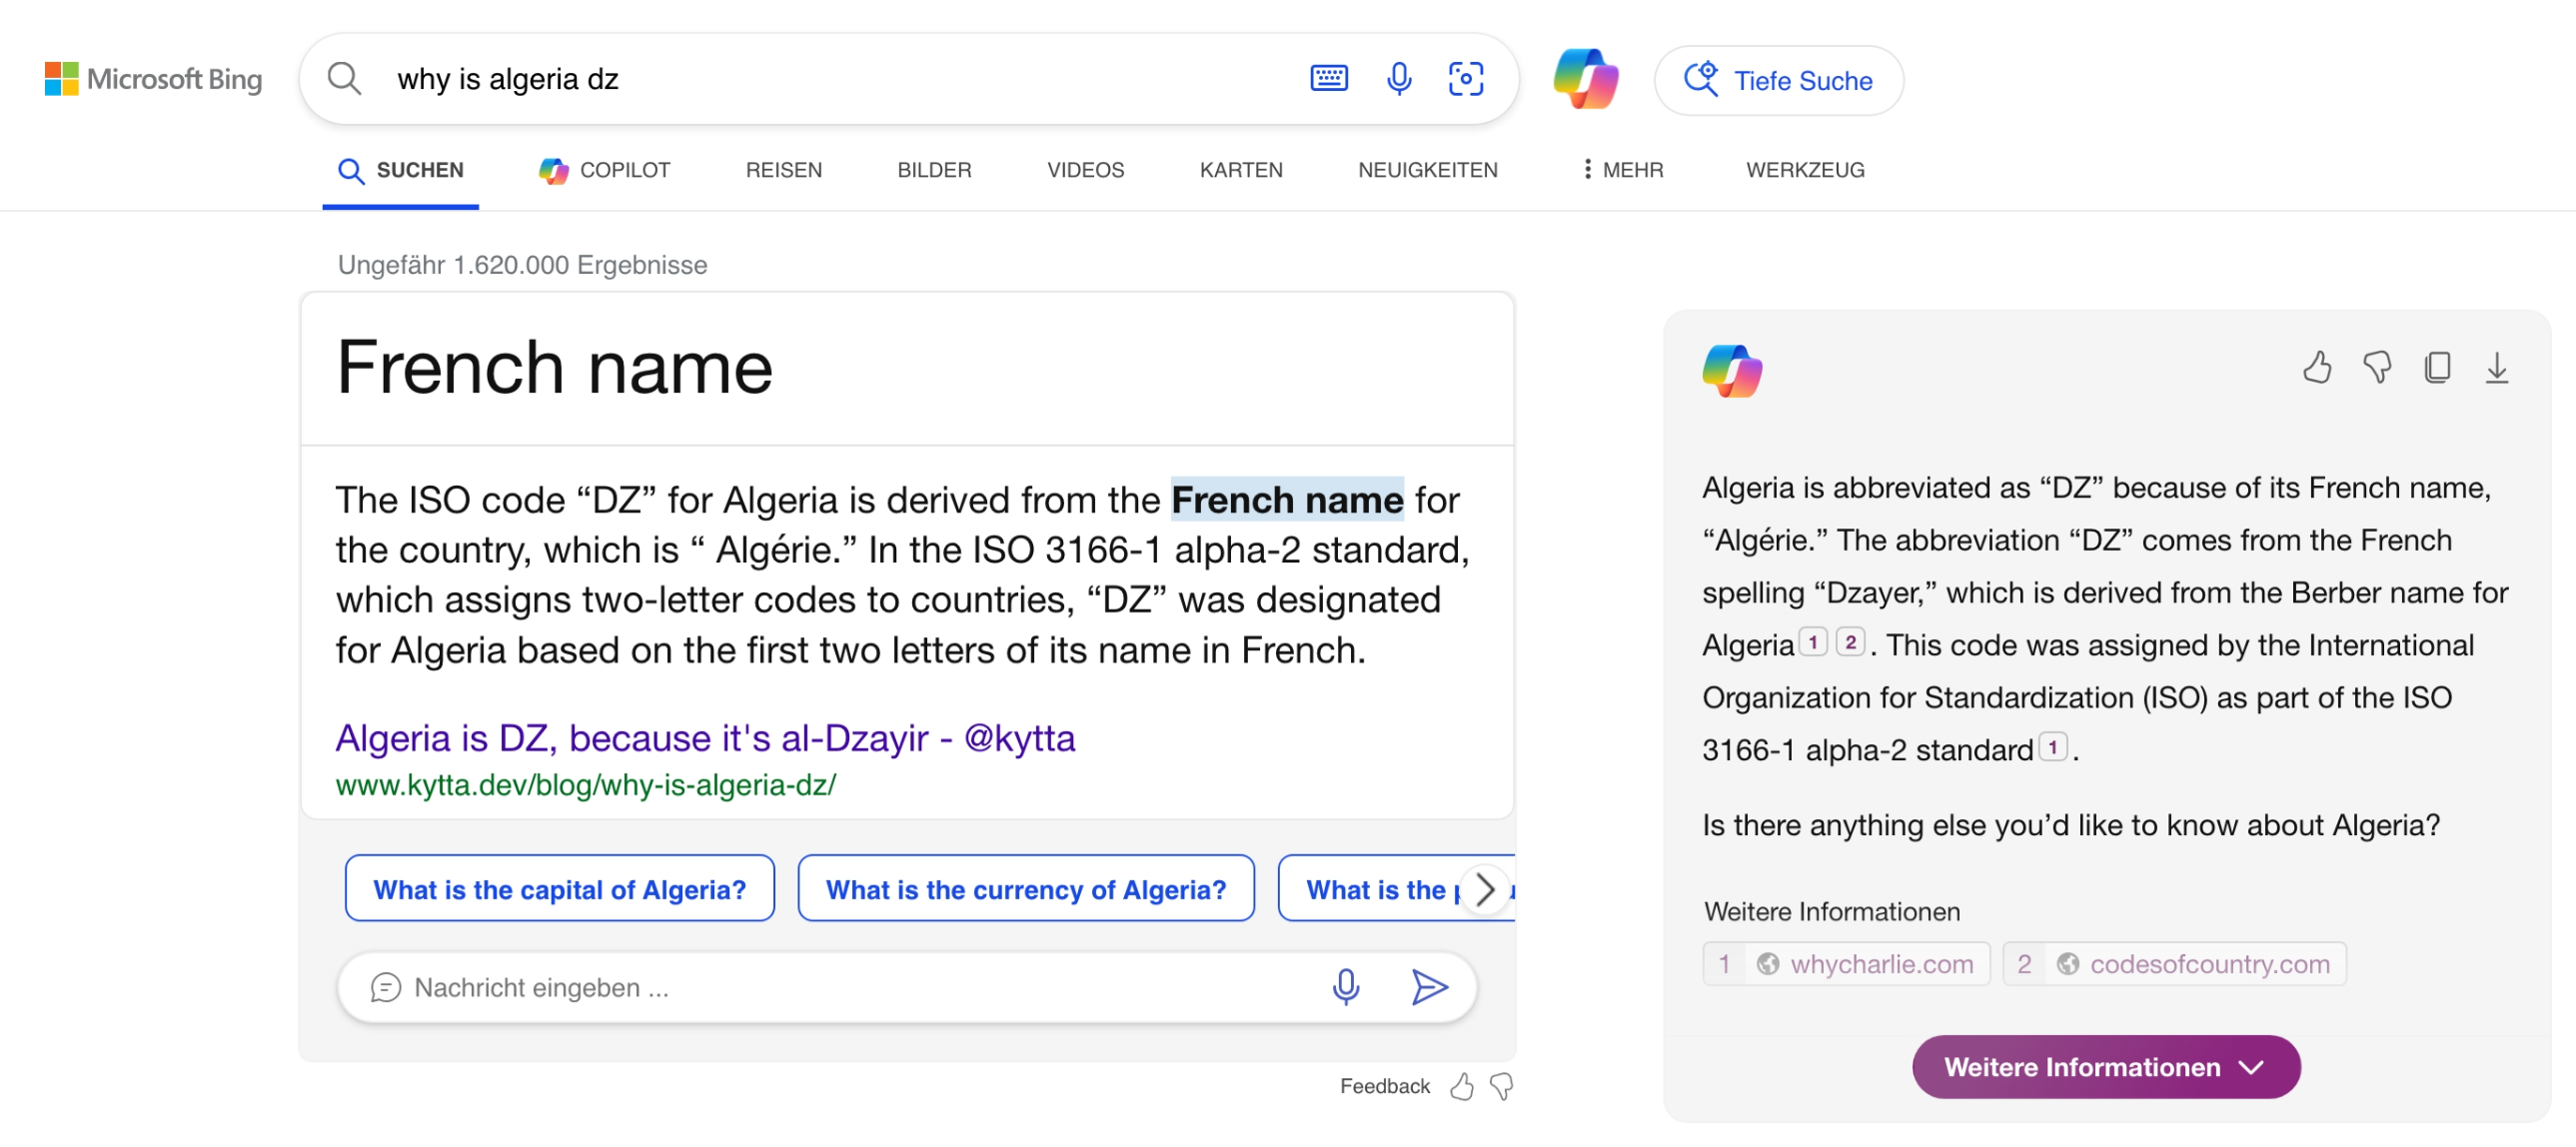 Microsoft Bing
why is algeria dz
Tiefe Suche
SUCHEN
COPILOT
REISEN
BILDER
VIDEOS
KARTEN
NEUIGKEITEN
MEHR
WERKZEUG
Ungefähr 1.620.000 Ergebnisse
French name
The ISO code “DZ” for Algeria is derived from the French name for
the country, which is “ Algérie.” In the ISO 3166-1 alpha-2 standard,
which assigns two-letter codes to countries, “DZ” was designated
for Algeria based on the first two letters of its name in French.
Algeria is DZ, because it's al-Dzayir - @kytta
www.kytta.dev/blog/why-is-algeria-dz/
What is the capital of Algeria?
What is the currency of Algeria?
What is the
Nachricht eingeben ...
Feedback
Algeria is abbreviated as “DZ” because of its French name,
“Algérie.” The abbreviation “DZ” comes from the French
spelling “Dzayer,” which is derived from the Berber name for
Algeria 1 2 . This code was assigned by the International
Organization for Standardization (ISO) as part of the ISO
3166-1 alpha-2 standard 1 .
Is there anything else you’d like to know about Algeria?
Weitere Informationen
1 whycharlie.com
2 codesofcountry.com
Weitere Informationen